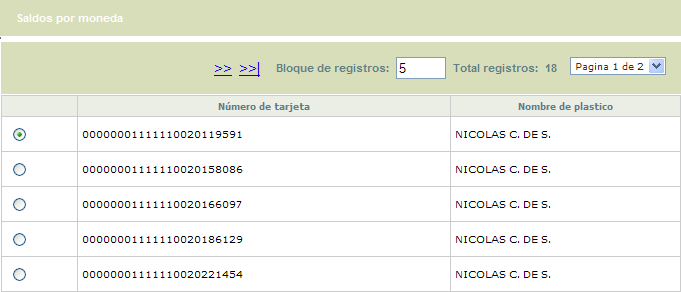 Saldos por moneda
>> >>| Bloque de registros: 5 Total registros: 18 Pagina 1 de 2
Número de tarjeta Nombre de plastico
00000001111110020119591 NICOLAS C. DE S.
00000001111110020158086 NICOLAS C. DE S.
00000001111110020166097 NICOLAS C. DE S.
00000001111110020186129 NICOLAS C. DE S.
00000001111110020221454 NICOLAS C. DE S.